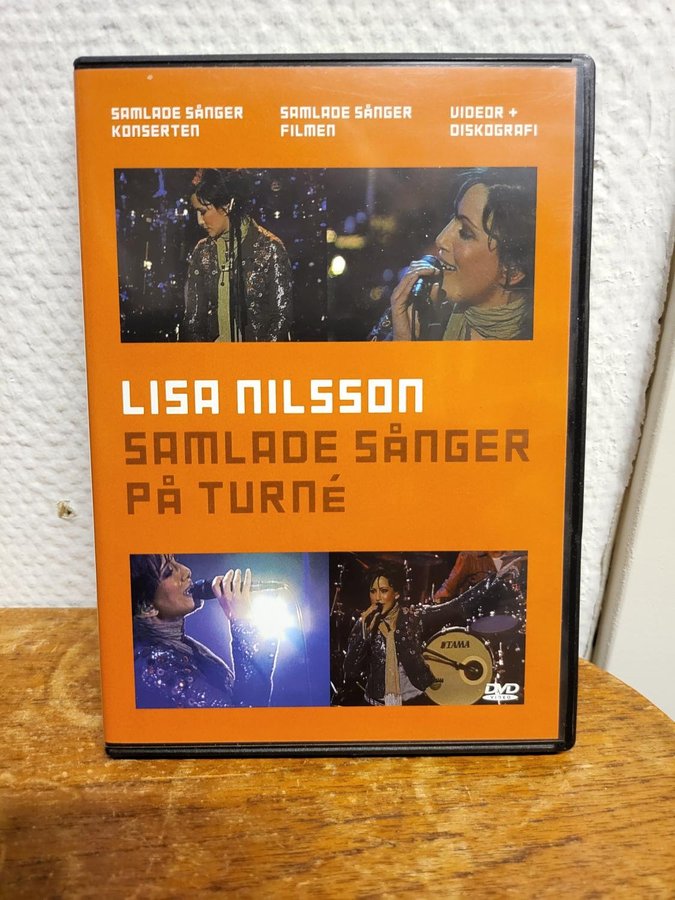 SAMLADE SÅNGER
KONSERTEN
SAMLADE SÅNGER
FILMEN
VIDEOR +
DISKOGRAFI
LISA NILSSON
SAMLADE SÅNGER
PÅ TURNÉ
TAMA
DVD
VIDEO